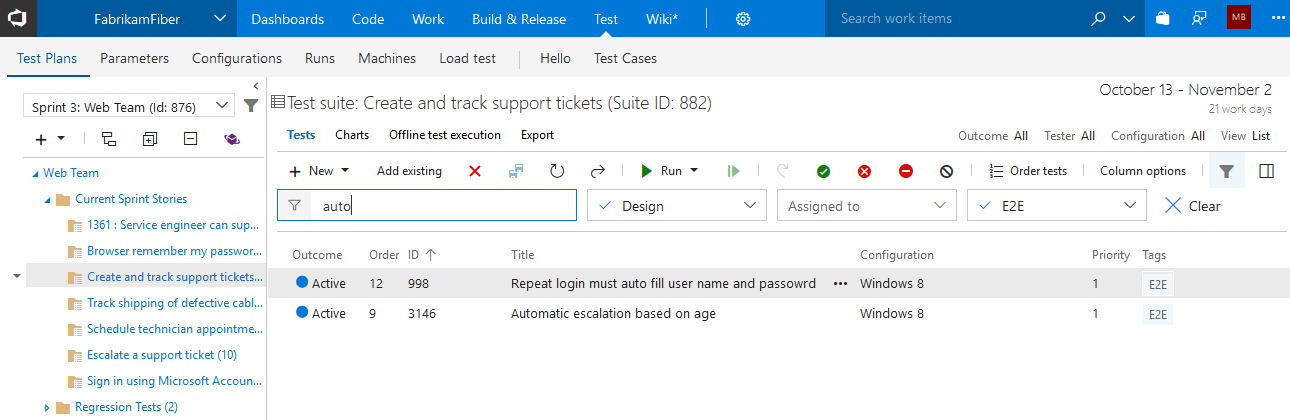 FabrikamFiber Dashboards Code Work Build & Release Test Wiki* Search work items MB
Test Plans Parameters Configurations Runs Machines Load test Hello Test Cases
Sprint 3: Web Team (Id: 876)
Web Team
Current Sprint Stories
1361 : Service engineer can sup...
Browser remember my passwor...
Create and track support tickets...
Track shipping of defective cabl...
Schedule technician appointme...
Escalate a support ticket (10)
Sign in using Microsoft Accoun...
Regression Tests (2)
Test suite: Create and track support tickets (Suite ID: 882)
October 13 - November 2
21 work days
Tests Charts Offline test execution Export
Outcome All Tester All Configuration All View List
New Add existing Run Order tests Column options
auto Design Assigned to E2E Clear
Outcome Order ID Title Configuration Priority Tags
Active 12 998 Repeat login must auto fill user name and passowrd ... Windows 8 1 E2E
Active 9 3146 Automatic escalation based on age Windows 8 1 E2E